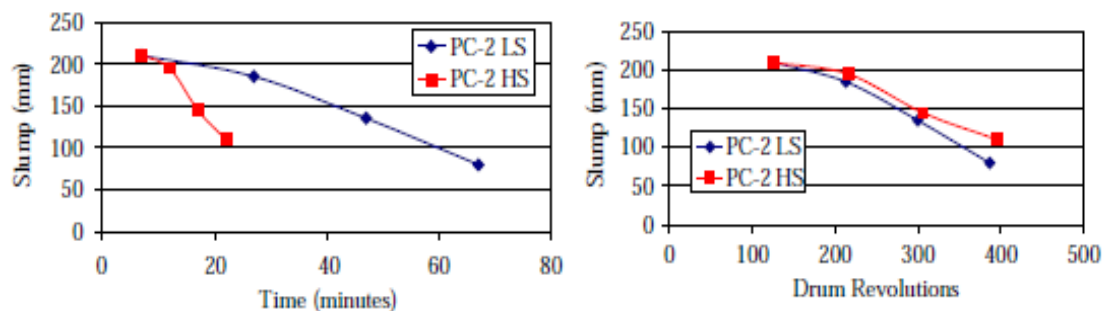 250
200
150
100
50
0
Slump (mm)
PC-2 LS
PC-2 HS
0 20 40 60 80
Time (minutes)
250
200
150
100
50
0
Slump (mm)
PC-2 LS
PC-2 HS
0 100 200 300 400 500
Drum Revolutions